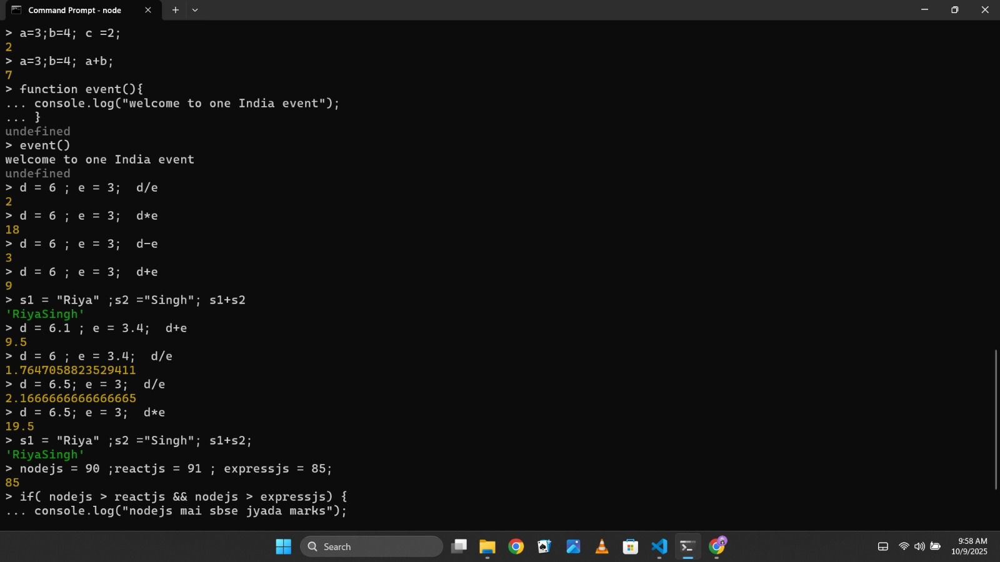 Command Prompt - node
> a=3;b=4; c =2;
2
> a=3;b=4; a+b;
7
> function event(){
... console.log("welcome to one India event");
... }
undefined
> event()
welcome to one India event
undefined
> d = 6 ; e = 3;  d/e
2
> d = 6 ; e = 3;  d*e
18
> d = 6 ; e = 3;  d-e
3
> d = 6 ; e = 3;  d+e
9
> s1 = "Riya" ;s2 ="Singh"; s1+s2
'RiyaSingh'
> d = 6.1 ; e = 3.4;  d+e
9.5
> d = 6 ; e = 3.4;  d/e
1.7647058823529411
> d = 6.5; e = 3;  d/e
2.1666666666666665
> d = 6.5; e = 3;  d*e
19.5
> s1 = "Riya" ;s2 ="Singh"; s1+s2;
'RiyaSingh'
> nodejs = 90 ;reactjs = 91 ; expressjs = 85;
85
> if( nodejs > reactjs && nodejs > expressjs) {
... console.log("nodejs mai sbse jyada marks");
Search
9:58 AM
10/9/2025